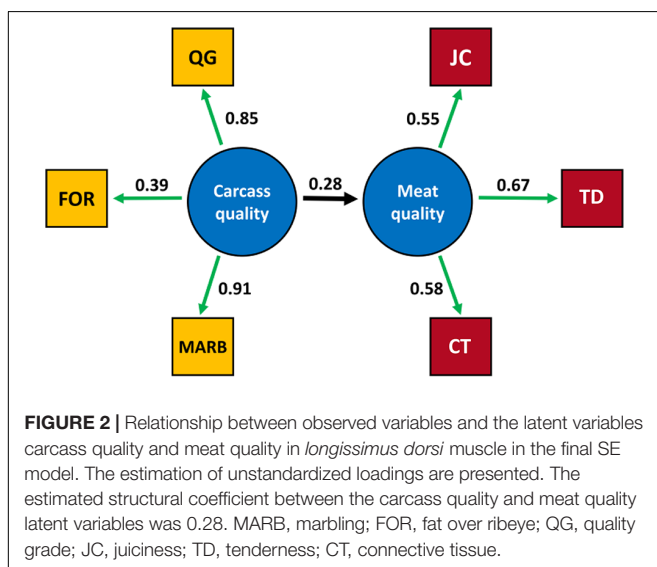 QG
JC
0.85
0.55
FOR
0.39
Carcass
quality
0.28
Meat
quality
0.67
TD
0.91
0.58
MARB
CT
FIGURE 2 | Relationship between observed variables and the latent variables
carcass quality and meat quality in longissimus dorsi muscle in the final SE
model. The estimation of unstandardized loadings are presented. The
estimated structural coefficient between the carcass quality and meat quality
latent variables was 0.28. MARB, marbling; FOR, fat over ribeye; QG, quality
grade; JC, juiciness; TD, tenderness; CT, connective tissue.